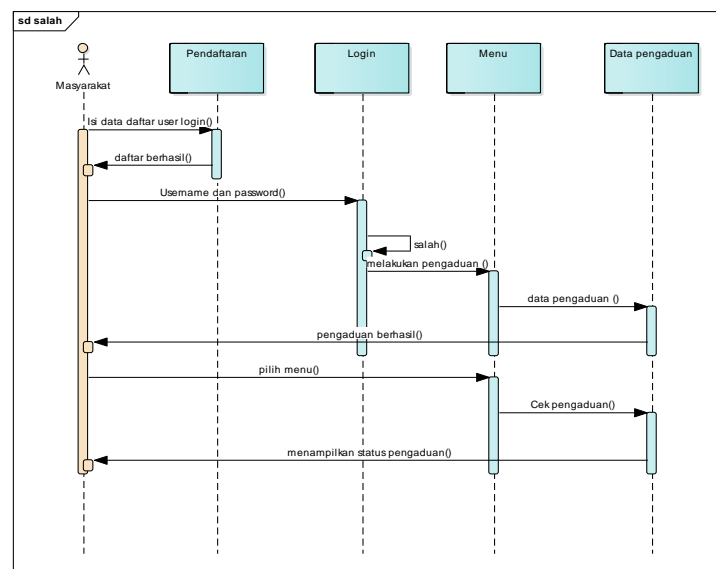 sd salah
Pendaftaran
Login
Menu
Data pengaduan
Masyarakat
Isi data daftar user login()
daftar berhasil()
Username dan password()
salah()
melakukan pengaduan ()
data pengaduan ()
pengaduan berhasil()
pilih menu()
Cek pengaduan()
menampilkan status pengaduan()